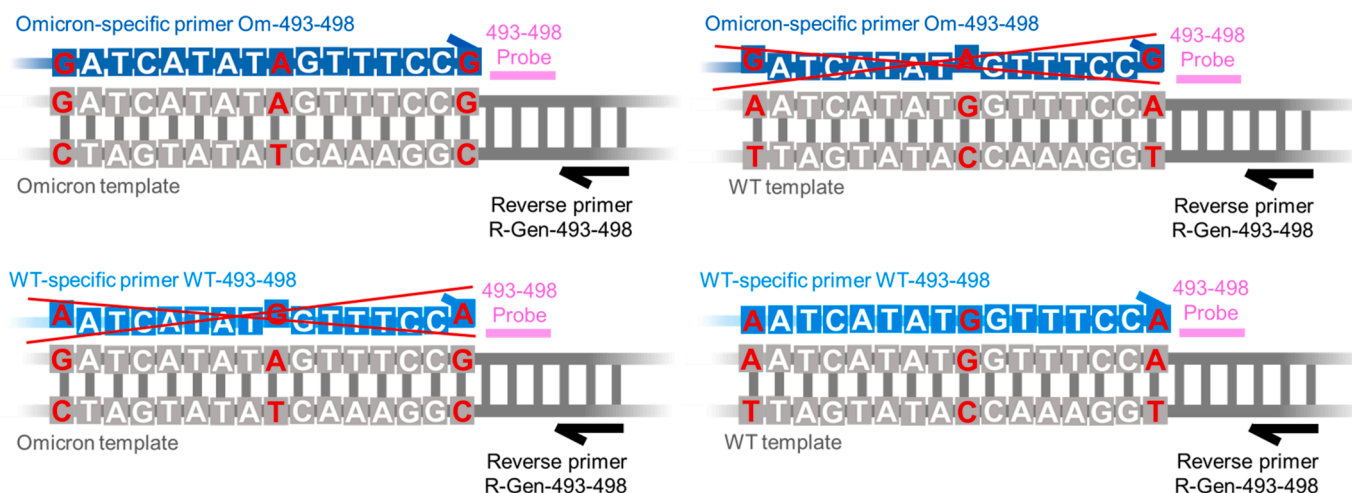 Omicron-specific primer Om-493-498
493-498
Probe
GATCATATAGTTTCCG
GATCATATAGTTTCCG
CTAGTATATCAAAGGC
Omicron template
Reverse primer
R-Gen-493-498
Omicron-specific primer Om-493-498
493-498
Probe
GATCATATAGTTTCCG
AATCATATGGTTTCCA
TTAGTATACCAAAGGT
WT template
Reverse primer
R-Gen-493-498
WT-specific primer WT-493-498
493-498
Probe
AATCATATGGTTTCCA
GATCATATAGTTTCCG
CTAGTATATCAAAGGC
Omicron template
Reverse primer
R-Gen-493-498
WT-specific primer WT-493-498
493-498
Probe
AATCATATGGTTTCCA
AATCATATGGTTTCCA
TTAGTATACCAAAGGT
WT template
Reverse primer
R-Gen-493-498